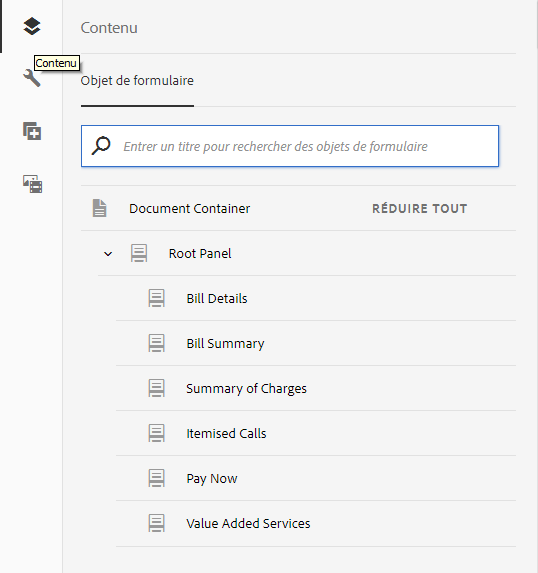 Contenu
Contenu
Objet de formulaire
Entrer un titre pour rechercher des objets de formulaire
Document Container RÉDUIRE TOUT
Root Panel
Bill Details
Bill Summary
Summary of Charges
Itemised Calls
Pay Now
Value Added Services